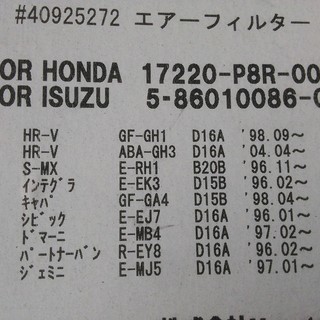 #40925272 エアーフィルター
OR HONDA 17220-P8R-00
OR ISUZU 5-86010086-0
HR-V GF-GH1 D16A '98.09~
HR-V ABA-GH3 D16A '04.04~
S-MX E-RH1 B20B '96.11~
インテグラ E-EK3 D15B '96.02~
キャパ GF-GA4 D15B '98.04~
シビック E-EJ7 D16A '96.01~
ドマーニ E-MB4 D16A '97.02~
パートナーバン R-EY8 D16A '96.02~
ジェミニ E-MJ5 D16A '97.01~